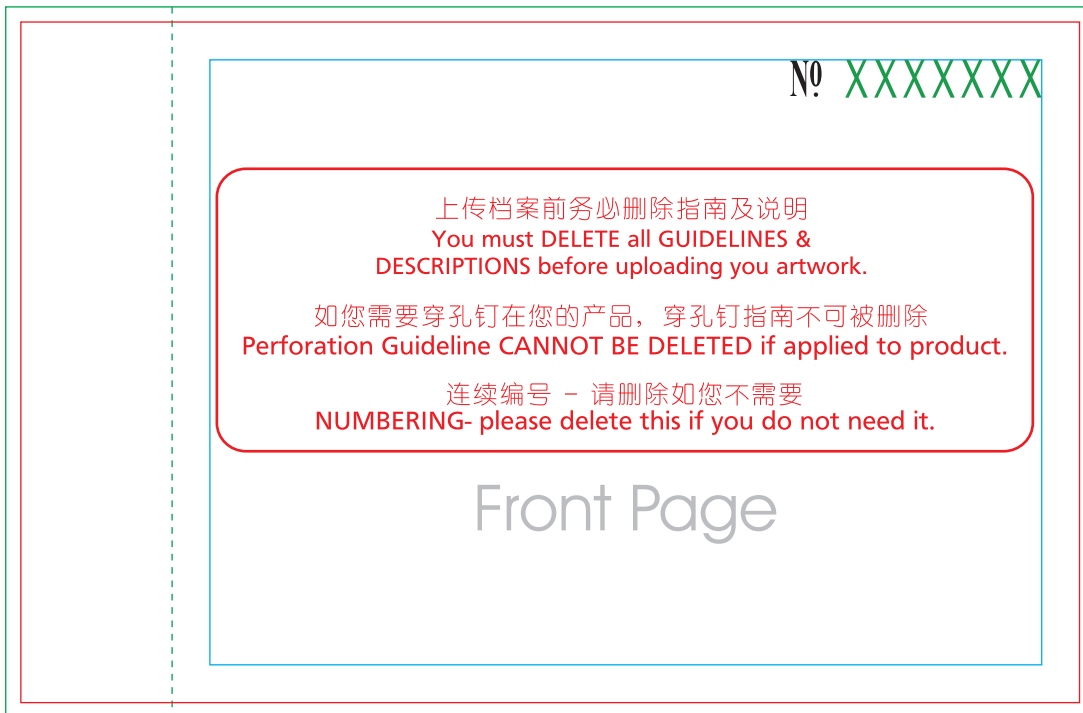 Nº XXXXXXX
上传档案前务必删除指南及说明
You must DELETE all GUIDELINES &
DESCRIPTIONS before uploading you artwork.
如您需要穿孔钉在您的产品，穿孔钉指南不可被删除
Perforation Guideline CANNOT BE DELETED if applied to product.
连续编号 – 请删除如您不需要
NUMBERING- please delete this if you do not need it.
Front Page